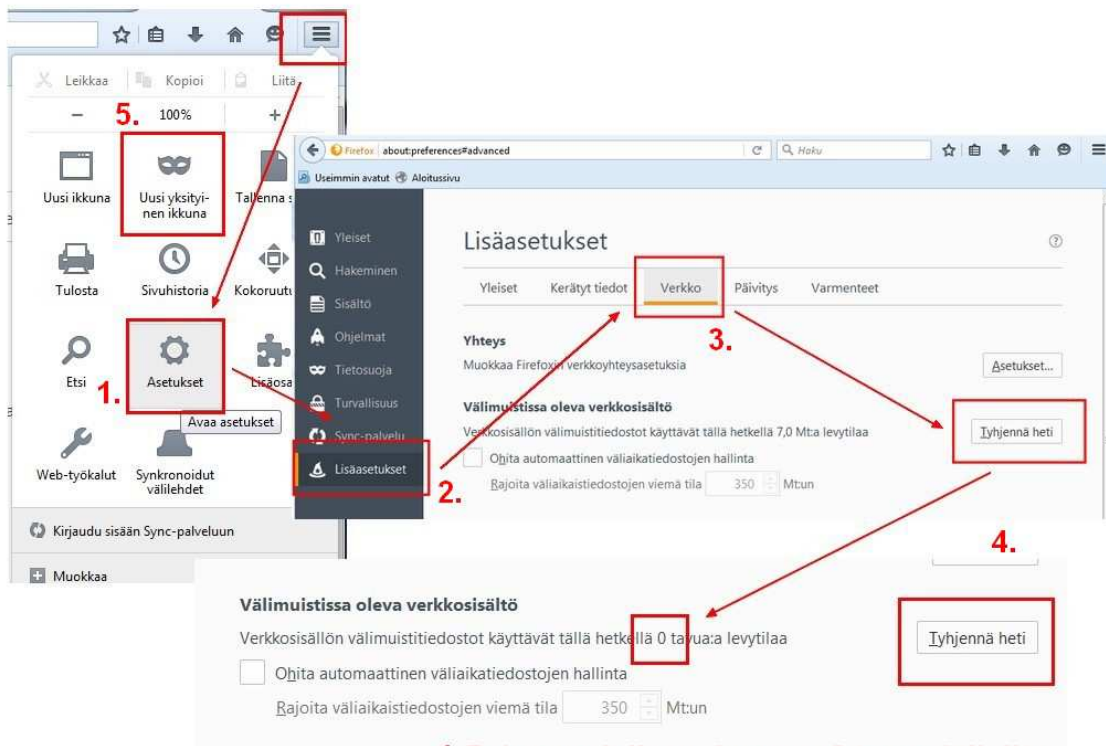 Leikkaa Kopioi Liitä
5. 100%
Uusi ikkuna
Uusi yksityi-
nen ikkuna
Tallenna s
Tulosta Sivuhistoria Kokoruutu
Etsi Asetukset Lisäosa
1.
Avaa asetukset
Web-työkalut
Synkronoidut
välilehdet
Kirjaudu sisään Sync-palveluun
Muokkaa
Firefox about:preferences#advanced
Haku
Useimmin avatut Aloitussivu
Yleiset
Hakeminen
Sisältö
Ohjelmat
Tietosuoja
Turvallisuus
Sync-palvelu
Lisäasetukset
2.
Lisäasetukset
Yleiset Kerätyt tiedot Verkko Päivitys Varmenteet
3.
Yhteys
Muokkaa Firefoxin verkkoyhteysasetuksia
Asetukset...
Välimuistissa oleva verkkosisältö
Verkkosisällön välimuistitiedostot käyttävät tällä hetkellä 7,0 Mt:a levytilaa
Tyhjennä heti
Ohita automaattinen väliaikatiedostojen hallinta
Rajoita väliaikaistiedostojen viemä tila 350 Mt:un
4.
Välimuistissa oleva verkkosisältö
Verkkosisällön välimuistitiedostot käyttävät tällä hetkellä 0 tavua:a levytilaa
Tyhjennä heti
Ohita automaattinen väliaikatiedostojen hallinta
Rajoita väliaikaistiedostojen viemä tila 350 Mt:un